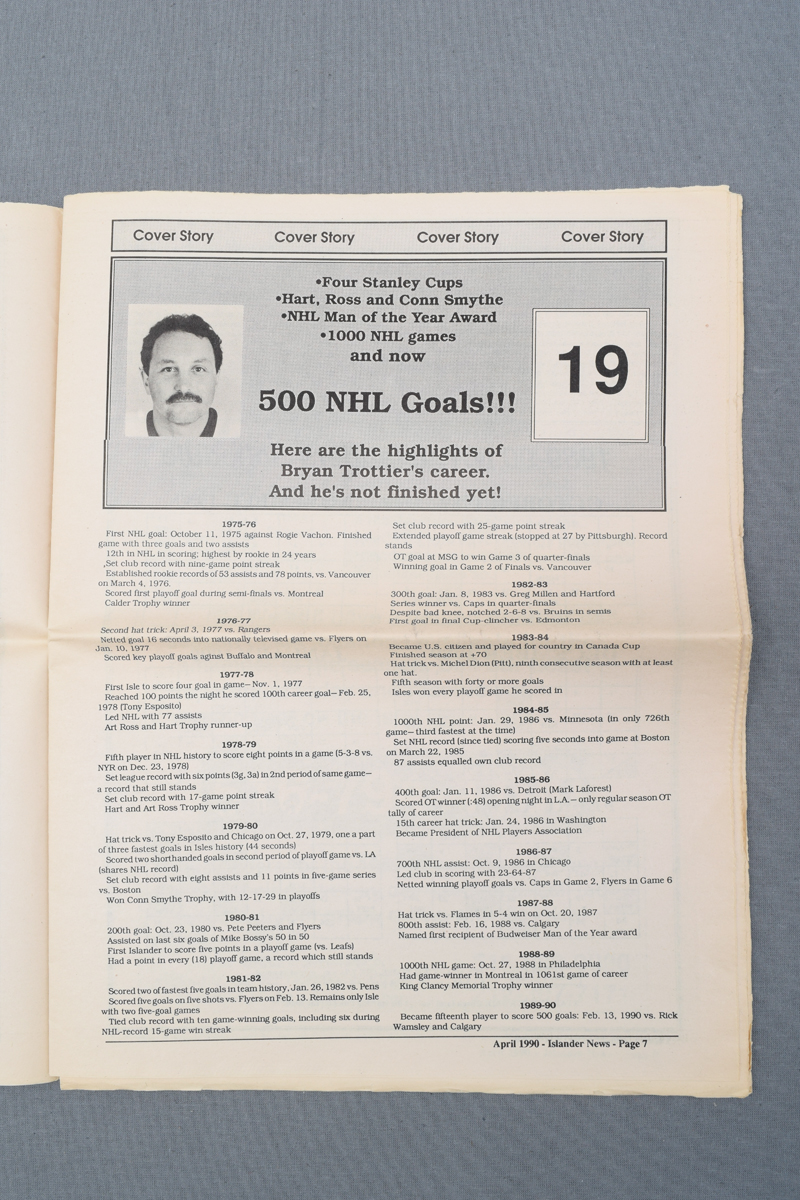 Cover Story Cover Story Cover Story Cover Story
•Four Stanley Cups
•Hart, Ross and Conn Smythe
•NHL Man of the Year Award
•1000 NHL games
and now
500 NHL Goals!!!
19
Here are the highlights of
Bryan Trottier's career.
And he's not finished yet!
1975-76
First NHL goal: October 11, 1975 against Rogie Vachon. Finished
game with three goals and two assists
12th in NHL in scoring; highest by rookie in 24 years
Set club record with nine-game point streak
Established rookie records of 53 assists and 78 points, vs. Vancouver
on March 4, 1976.
Scored first playoff goal during semi-finals vs. Montreal
Calder Trophy winner
1976-77
Second hat trick: April 3, 1977 vs. Rangers
Netted goal 16 seconds into nationally televised game vs. Flyers on
Jan. 10, 1977
Scored key playoff goals aginst Buffalo and Montreal
1977-78
First Isle to score four goal in game—Nov. 1, 1977
Reached 100 points the night he scored 100th career goal—Feb. 25,
1978 (Tony Esposito)
Led NHL with 77 assists
Art Ross and Hart Trophy runner-up
1978-79
Fifth player in NHL history to score eight points in a game (5-3-8 vs.
NYR on Dec. 23, 1978)
Set league record with six points (3g, 3a) in 2nd period of same game—
a record that still stands
Set club record with 17-game point streak
Hart and Art Ross Trophy winner
1979-80
Hat trick vs. Tony Esposito and Chicago on Oct. 27, 1979, one a part
of three fastest goals in Isles history (44 seconds)
Scored two shorthanded goals in second period of playoff game vs. LA
(shares NHL record)
Set club record with eight assists and 11 points in five-game series
vs. Boston
Won Conn Smythe Trophy, with 12-17-29 in playoffs
1980-81
200th goal: Oct. 23, 1980 vs. Pete Peeters and Flyers
Assisted on last six goals of Mike Bossy's 50 in 50
First Islander to score five points in a playoff game (vs. Leafs)
Had a point in every (18) playoff game, a record which still stands
1981-82
Scored two of fastest five goals in team history, Jan. 26, 1982 vs. Pens
Scored five goals on five shots vs. Flyers on Feb. 13. Remains only Isle
with two five-goal games
Tied club record with ten game-winning goals, including six during
NHL-record 15-game win streak
Set club record with 25-game point streak
Extended playoff game streak (stopped at 27 by Pittsburgh). Record
stands
OT goal at MSG to win Game 3 of quarter-finals
Winning goal in Game 2 of Finals vs. Vancouver
1982-83
300th goal: Jan. 8, 1983 vs. Greg Millen and Hartford
Series winner vs. Caps in quarter-finals
Despite bad knee, notched 2-6-8 vs. Bruins in semis
First goal in final Cup-clincher vs. Edmonton
1983-84
Became U.S. citizen and played for country in Canada Cup
Finished season at +70
Hat trick vs. Michel Dion (Pitt), ninth consecutive season with at least
one hat.
Fifth season with forty or more goals
Isles won every playoff game he scored in
1984-85
1000th NHL point: Jan. 29, 1986 vs. Minnesota (in only 726th
game—third fastest at the time)
Set NHL record (since tied) scoring five seconds into game at Boston
on March 22, 1985
87 assists equalled own club record
1985-86
400th goal: Jan. 11, 1986 vs. Detroit (Mark Laforest)
Scored OT winner (:48) opening night in L.A.— only regular season OT
tally of career
15th career hat trick: Jan. 24, 1986 in Washington
Became President of NHL Players Association
1986-87
700th NHL assist: Oct. 9, 1986 in Chicago
Led club in scoring with 23-64-87
Netted winning playoff goals vs. Caps in Game 2, Flyers in Game 6
1987-88
Hat trick vs. Flames in 5-4 win on Oct. 20, 1987
800th assist: Feb. 16, 1988 vs. Calgary
Named first recipient of Budweiser Man of the Year award
1988-89
1000th NHL game: Oct. 27, 1988 in Philadelphia
Had game-winner in Montreal in 1061st game of career
King Clancy Memorial Trophy winner
1989-90
Became fifteenth player to score 500 goals: Feb. 13, 1990 vs. Rick
Wamsley and Calgary
April 1990 - Islander News - Page 7